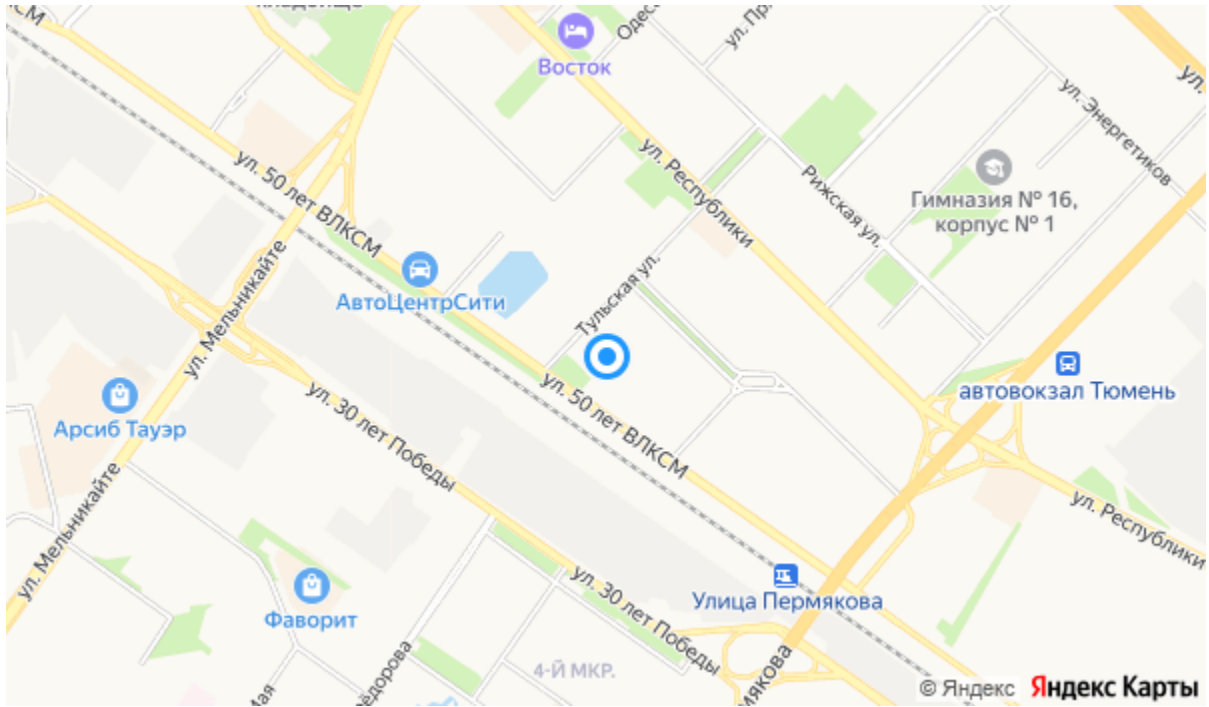 Восток
ул. Республики
ул. Энергетиков
Гимназия № 16,
корпус № 1
Рижская ул.
ул. 50 лет ВЛКСМ
АвтоЦентрСити
Тульская ул.
ул. Мельникайте
автовокзал Тюмень
Арсиб Тауэр
ул. 30 лет Победы
ул. 50 лет ВЛКСМ
ул. Мельникайте
ул. Республики
Фаворит
Улица Пермякова
ул. 30 лет Победы
4-Й МКР.
© Яндекс Яндекс Карты